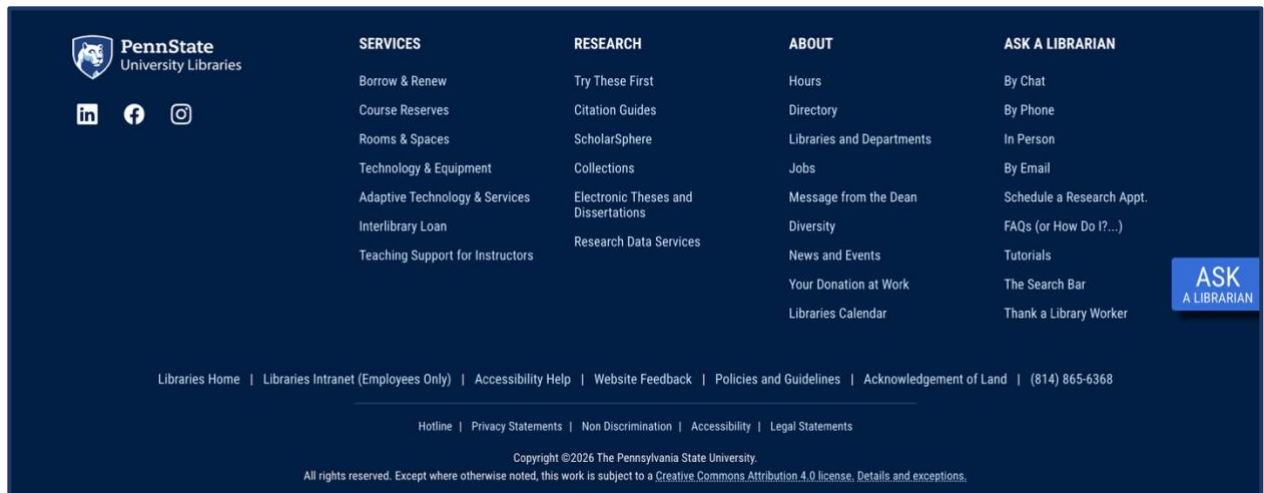 PennState
University Libraries
SERVICES
Borrow & Renew
Course Reserves
Rooms & Spaces
Technology & Equipment
Adaptive Technology & Services
Interlibrary Loan
Teaching Support for Instructors
RESEARCH
Try These First
Citation Guides
ScholarSphere
Collections
Electronic Theses and
Dissertations
Research Data Services
ABOUT
Hours
Directory
Libraries and Departments
Jobs
Message from the Dean
Diversity
News and Events
Your Donation at Work
Libraries Calendar
ASK A LIBRARIAN
By Chat
By Phone
In Person
By Email
Schedule a Research Appt.
FAQs (or How Do I?...)
Tutorials
The Search Bar
Thank a Library Worker
ASK
A LIBRARIAN
Libraries Home | Libraries Intranet (Employees Only) | Accessibility Help | Website Feedback | Policies and Guidelines | Acknowledgement of Land | (814) 865-6368
Hotline | Privacy Statements | Non Discrimination | Accessibility | Legal Statements
Copyright ©2026 The Pennsylvania State University.
All rights reserved. Except where otherwise noted, this work is subject to a Creative Commons Attribution 4.0 license. Details and exceptions.